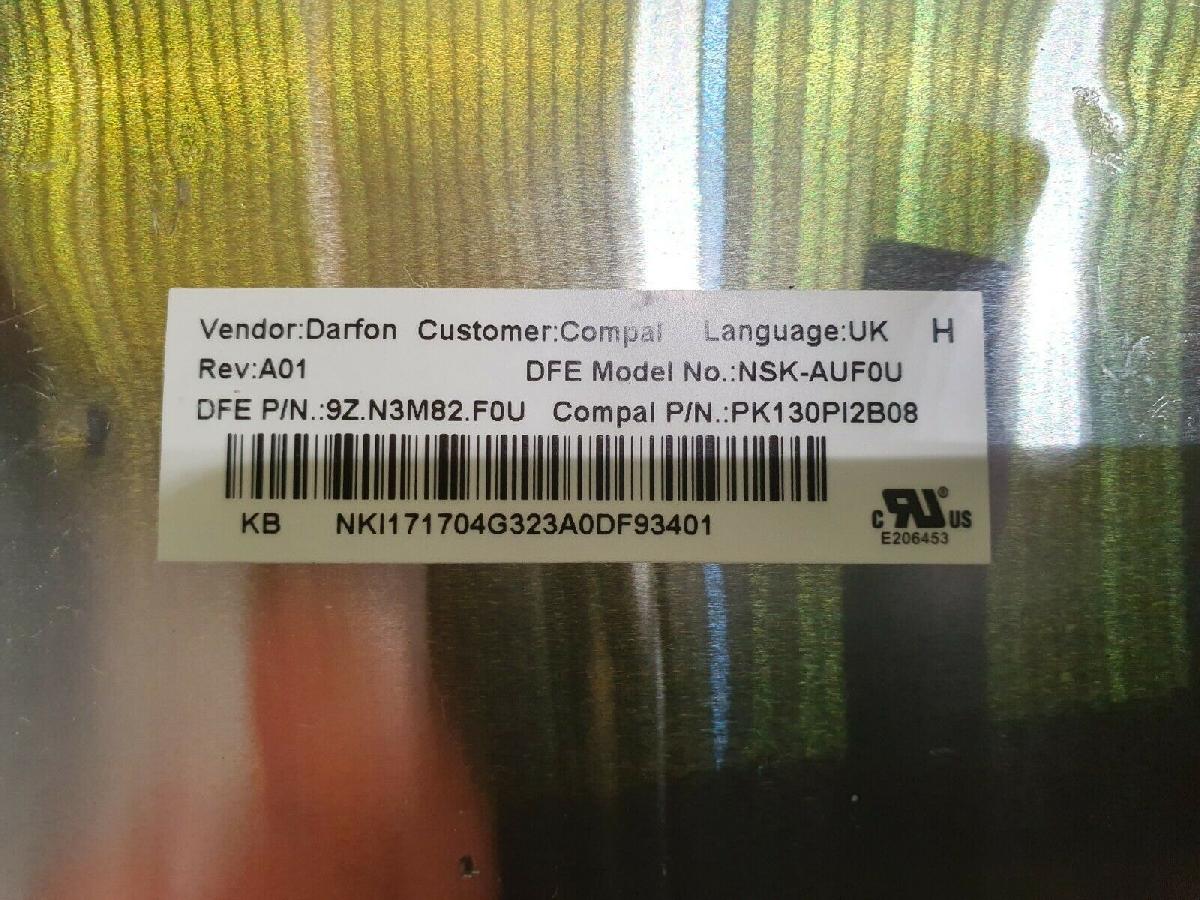 Vendor:Darfon Customer:Compal Language:UK H
Rev:A01 DFE Model No.:NSK-AUF0U
DFE P/N.:9Z.N3M82.F0U Compal P/N.:PK130PI2B08
KB NKI171704G323A0DF93401
C RU ® US
E206453